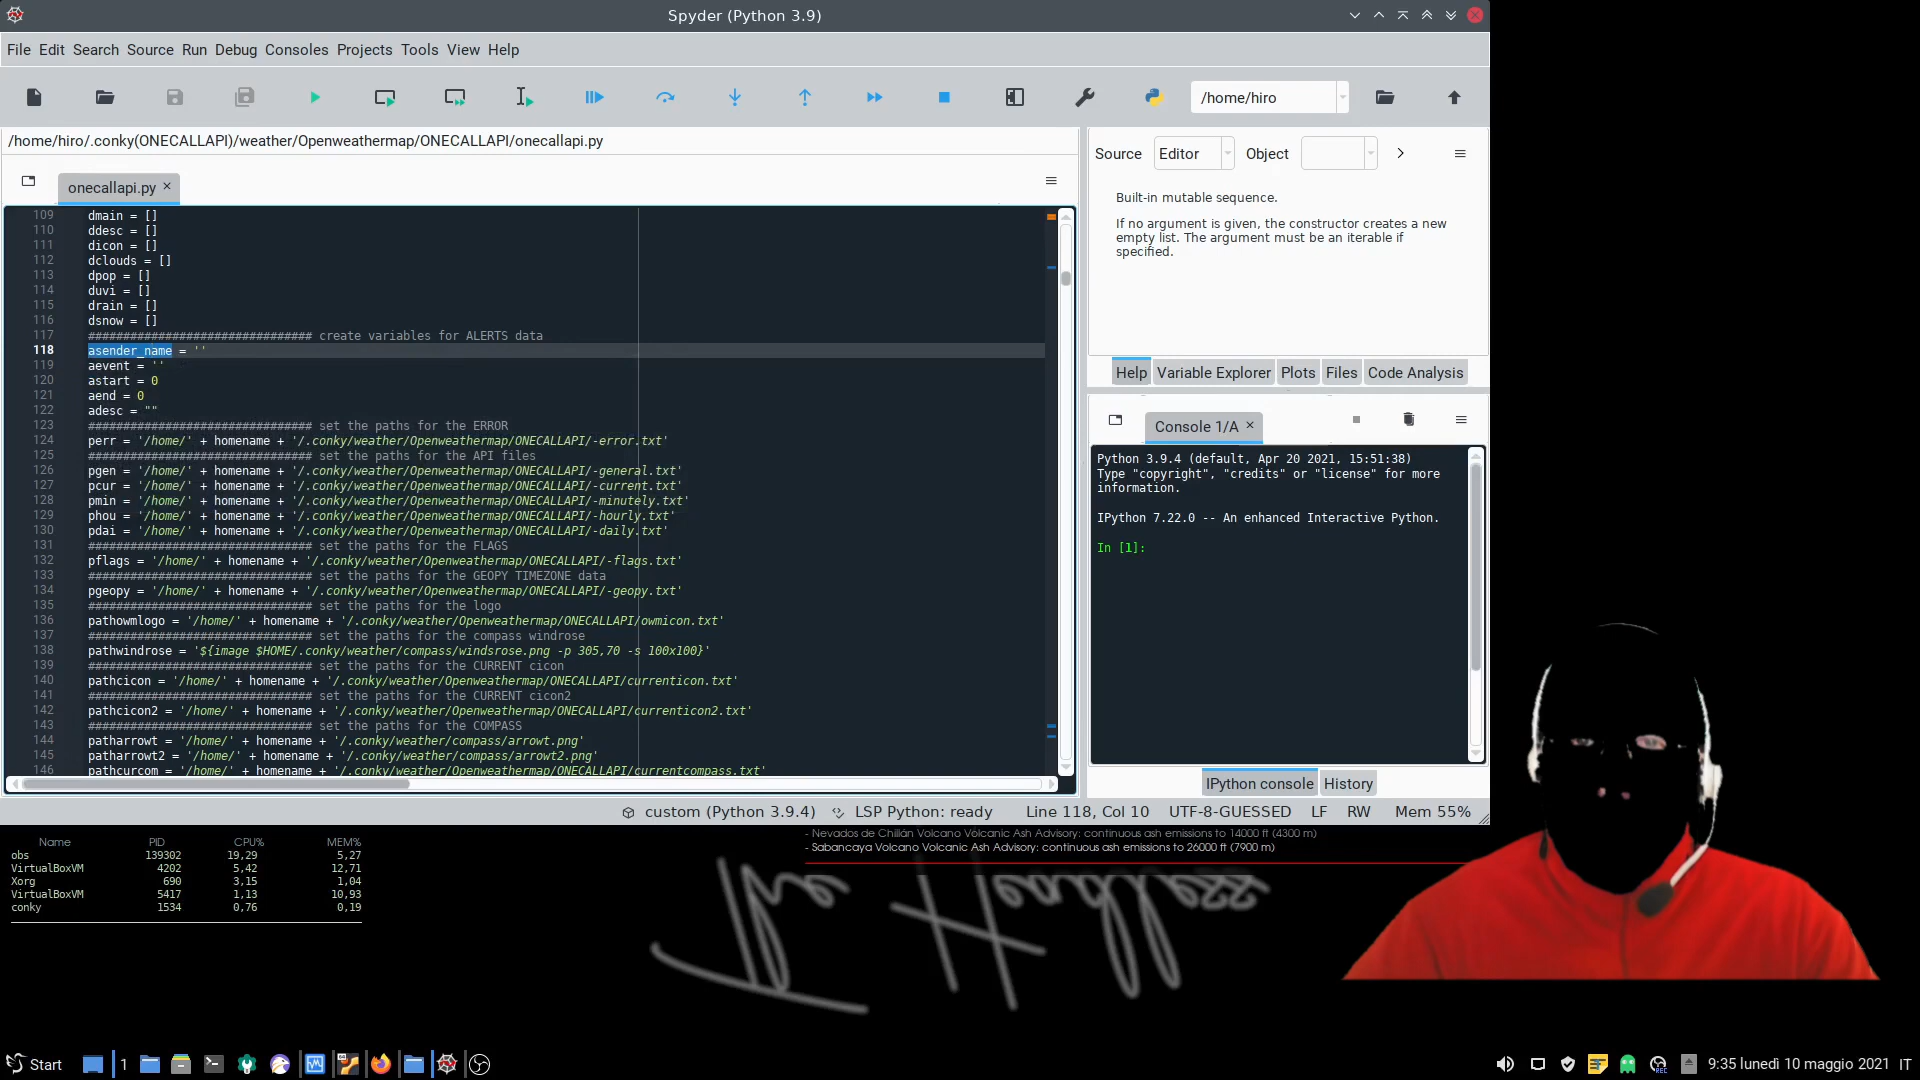 Spyder (Python 3.9)
File Edit Search Source Run Debug Consoles Projects Tools View Help
/home/hiro
/home/hiro/.conky(ONECALLAPI)/weather/Openweathermap/ONECALLAPI/onecallapi.py
onecallapi.py
109 dmain = []
110 ddesc = []
111 dicon = []
112 dclouds = []
113 dpop = []
114 duvi = []
115 drain = []
116 dsnow = []
117 ################################ create variables for ALERTS data
118 asender_name = ''
119 aevent = ''
120 astart = 0
121 aend = 0
122 adesc = ""
123 ################################ set the paths for the ERROR
124 perr = '/home/' + homename + '/.conky/weather/Openweathermap/ONECALLAPI/-error.txt'
125 ################################ set the paths for the API files
126 pgen = '/home/' + homename + '/.conky/weather/Openweathermap/ONECALLAPI/-general.txt'
127 pcur = '/home/' + homename + '/.conky/weather/Openweathermap/ONECALLAPI/-current.txt'
128 pmin = '/home/' + homename + '/.conky/weather/Openweathermap/ONECALLAPI/-minutely.txt'
129 phou = '/home/' + homename + '/.conky/weather/Openweathermap/ONECALLAPI/-hourly.txt'
130 pdai = '/home/' + homename + '/.conky/weather/Openweathermap/ONECALLAPI/-daily.txt'
131 ################################ set the paths for the FLAGS
132 pflags = '/home/' + homename + '/.conky/weather/Openweathermap/ONECALLAPI/-flags.txt'
133 ################################ set the paths for the GEOPY TIMEZONE data
134 pgeopy = '/home/' + homename + '/.conky/weather/Openweathermap/ONECALLAPI/-geopy.txt'
135 ################################ set the paths for the logo
136 pathowmlogo = '/home/' + homename + '/.conky/weather/Openweathermap/ONECALLAPI/owmicon.txt'
137 ################################ set the paths for the compass windrose
138 pathwindrose = '${image $HOME/.conky/weather/compass/windsrose.png -p 305,70 -s 100x100}'
139 ################################ set the paths for the CURRENT cicon
140 pathcicon = '/home/' + homename + '/.conky/weather/Openweathermap/ONECALLAPI/currenticon.txt'
141 ################################ set the paths for the CURRENT cicon2
142 pathcicon2 = '/home/' + homename + '/.conky/weather/Openweathermap/ONECALLAPI/currenticon2.txt'
143 ################################ set the paths for the COMPASS
144 patharrowt = '/home/' + homename + '/.conky/weather/compass/arrowt.png'
145 patharrowt2 = '/home/' + homename + '/.conky/weather/compass/arrowt2.png'
146 pathcurcom = '/home/' + homename + '/.conky/weather/Openweathermap/ONECALLAPI/currentcompass.txt'
Source Editor Object
Built-in mutable sequence.
If no argument is given, the constructor creates a new
empty list. The argument must be an iterable if
specified.
Help Variable Explorer Plots Files Code Analysis
Console 1/A
Python 3.9.4 (default, Apr 20 2021, 15:51:38)
Type "copyright", "credits" or "license" for more
information.
IPython 7.22.0 -- An enhanced Interactive Python.
In [1]:
IPython console History
custom (Python 3.9.4) LSP Python: ready Line 118, Col 10 UTF-8-GUESSED LF RW Mem 55%
- Nevados de Chillán Volcano Volcanic Ash Advisory: continuous ash emissions to 14000 ft (4300 m)
- Sabancaya Volcano Volcanic Ash Advisory: continuous ash emissions to 26000 ft (7900 m)
Name PID CPU% MEM%
obs 139302 19,29 5,27
VirtualBoxVM 4202 5,42 12,71
Xorg 690 3,15 1,04
VirtualBoxVM 5417 1,13 10,93
conky 1534 0,76 0,19
The Headless
Start 1 REC 9:35 lunedì 10 maggio 2021 IT